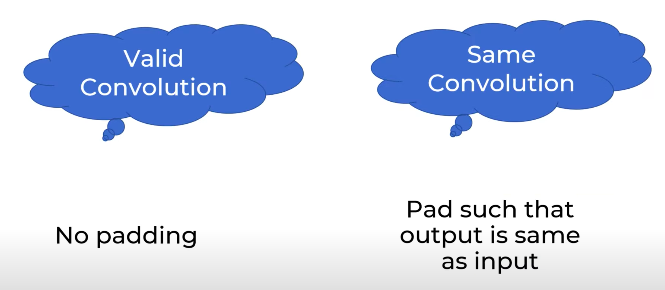 Valid
Convolution
Same
Convolution
No padding
Pad such that
output is same
as input